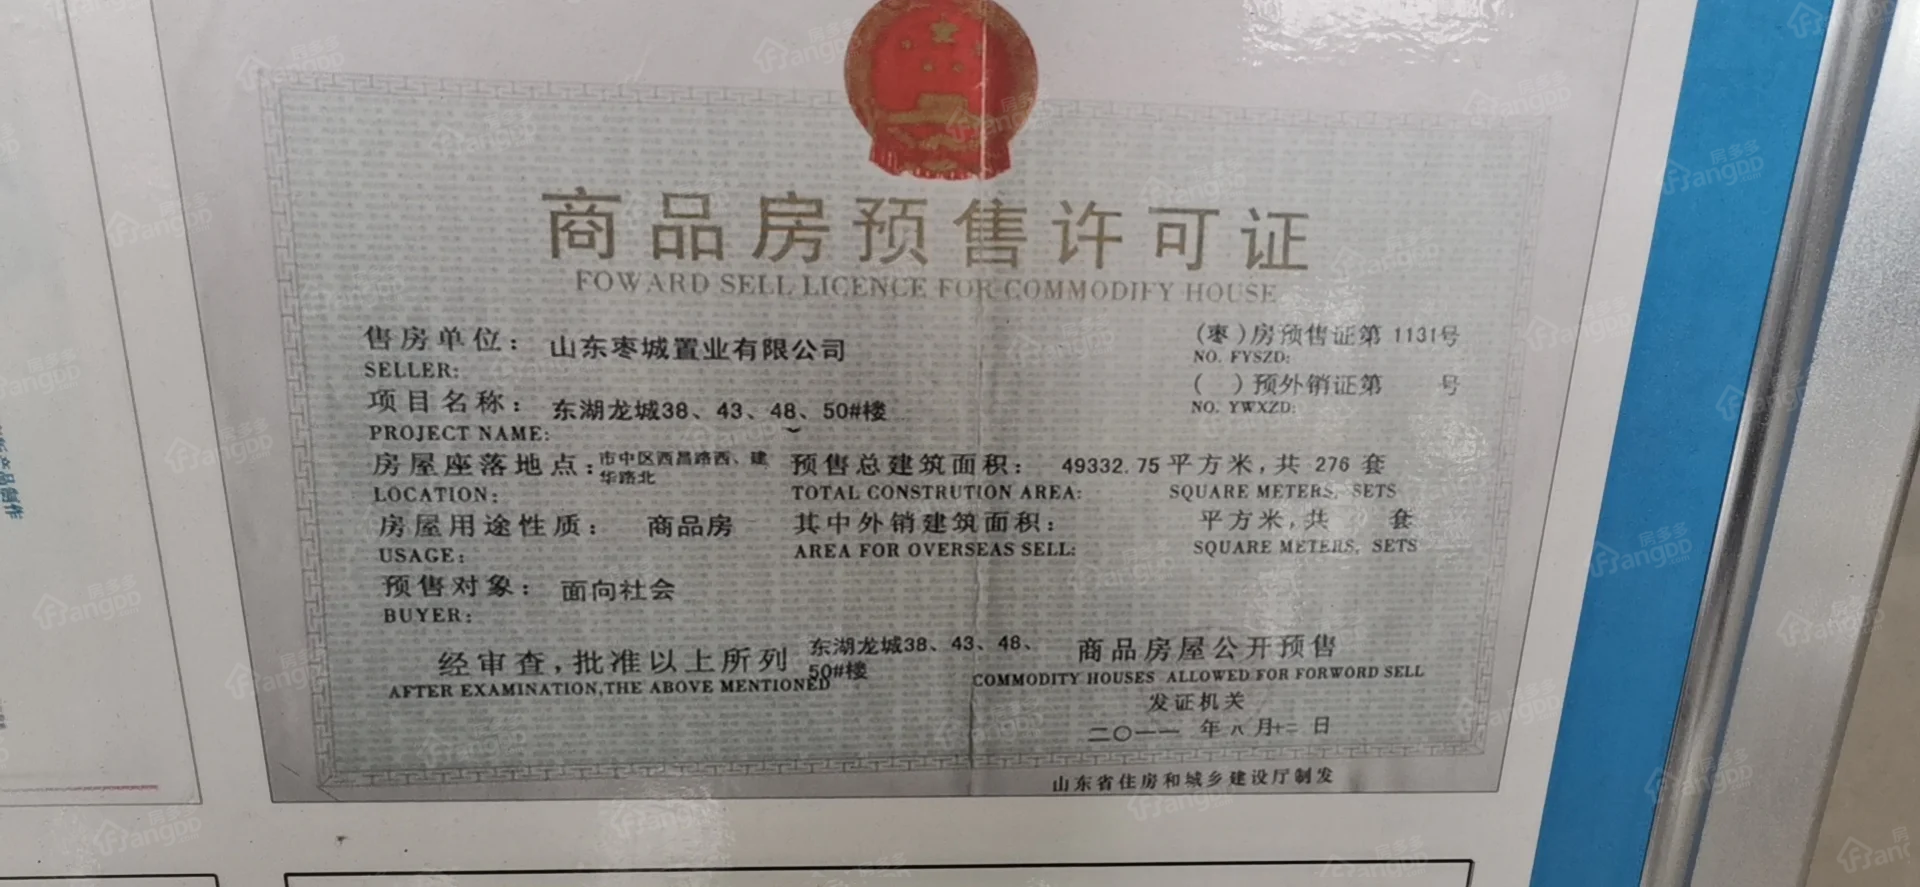 商品房预售许可证
FOWARD SELL LICENCE FOR COMMODIFY HOUSE
售房单位: 山东枣城置业有限公司
SELLER:
(枣)房预售证第 1131号
NO. FYSZD:
( )预外销证第 号
NO. YWXZD:
项目名称: 东湖龙城38、43、48、50#楼
PROJECT NAME:
房屋座落地点: 市中区西昌路西、建
华路北
LOCATION:
预售总建筑面积: 49332.75 平方米,共 276 套
TOTAL CONSTRUTION AREA: SQUARE METERS, SETS
房屋用途性质: 商品房
USAGE:
其中外销建筑面积: 平方米,共 套
AREA FOR OVERSEAS SELL: SQUARE METERS, SETS
预售对象: 面向社会
BUYER:
经审查,批准以上所列 东湖龙城38、43、48、
50#楼 商品房屋公开预售
AFTER EXAMINATION,THE ABOVE MENTIONED COMMODITY HOUSES ALLOWED FOR FORWORD SELL
发证机关
二〇一一 年八月十二日
山东省住房和城乡建设厅制发
房多多
Fangdd